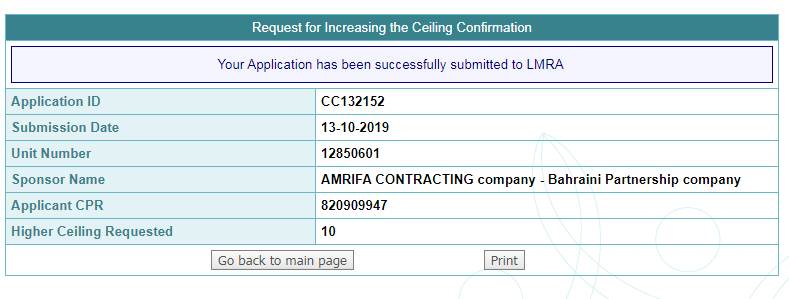 Request for Increasing the Ceiling Confirmation
Your Application has been successfully submitted to LMRA
Application ID CC132152
Submission Date 13-10-2019
Unit Number 12850601
Sponsor Name AMRIFA CONTRACTING company - Bahraini Partnership company
Applicant CPR 820909947
Higher Ceiling Requested 10
Go back to main page Print